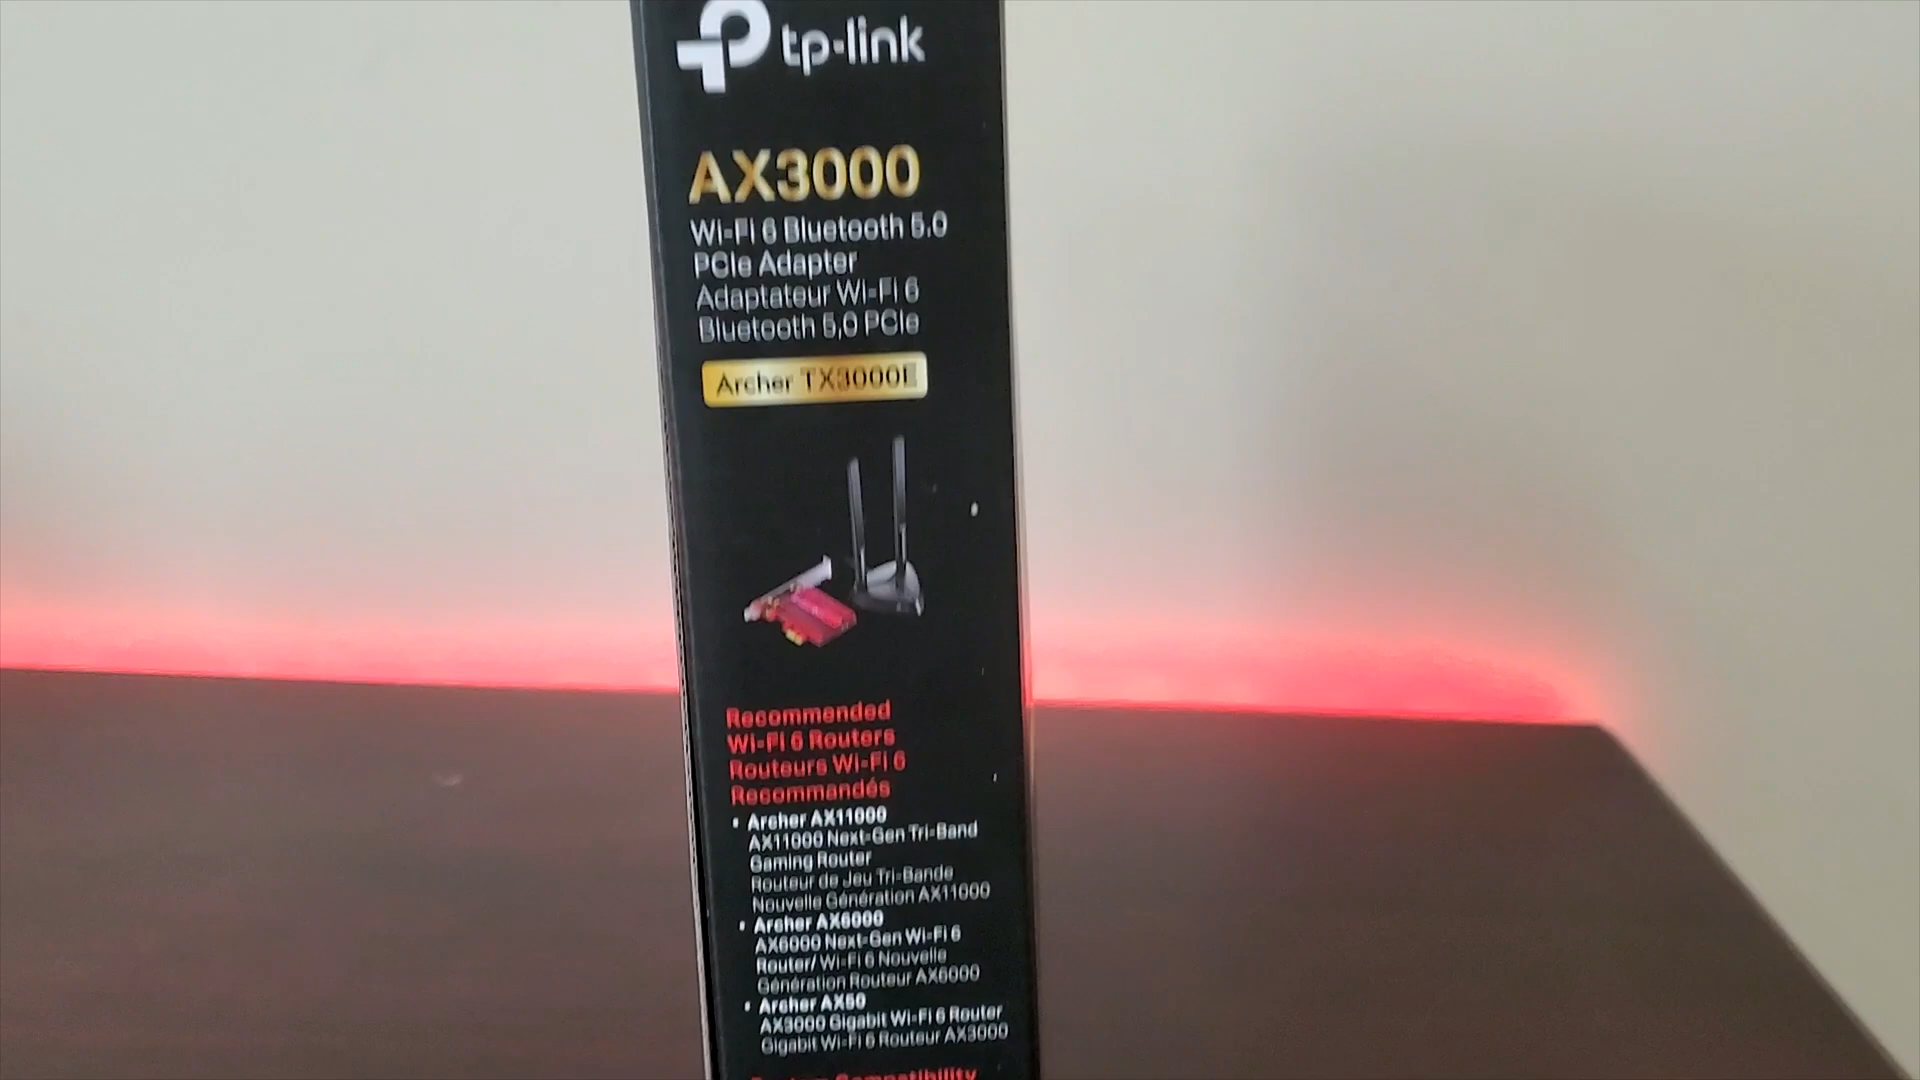 tp-link
AX3000
Wi-Fi 6 Bluetooth 5.0
PCIe Adapter
Adaptateur Wi-Fi 6
Bluetooth 5,0 PCIe
Archer TX3000E
Recommended
Wi-Fi 6 Routers
Routeurs Wi-Fi 6
Recommandés
• Archer AX11000
AX11000 Next-Gen Tri-Band
Gaming Router
Routeur de Jeu Tri-Bande
Nouvelle Génération AX11000
• Archer AX6000
AX6000 Next-Gen Wi-Fi 6
Router/ Wi-Fi 6 Nouvelle
Génération Routeur AX6000
• Archer AX50
AX3000 Gigabit Wi-Fi 6 Router
Gigabit Wi-Fi 6 Routeur AX3000
Compatibility